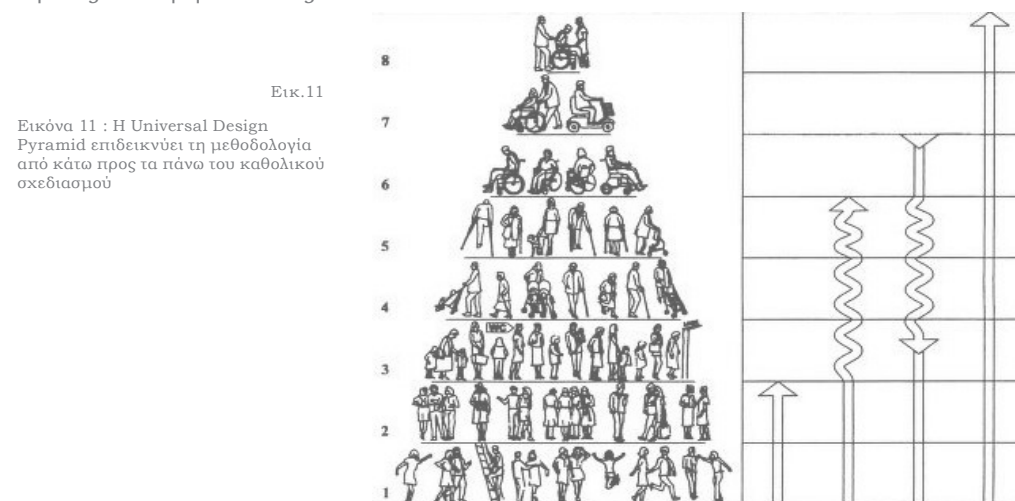 Εικ.11
Εικόνα 11 : Η Universal Design
Pyramid επιδεικνύει τη μεθοδολογία
από κάτω προς τα πάνω του καθολικού
σχεδιασμού
8
7
6
5
4
WC
3
2
1